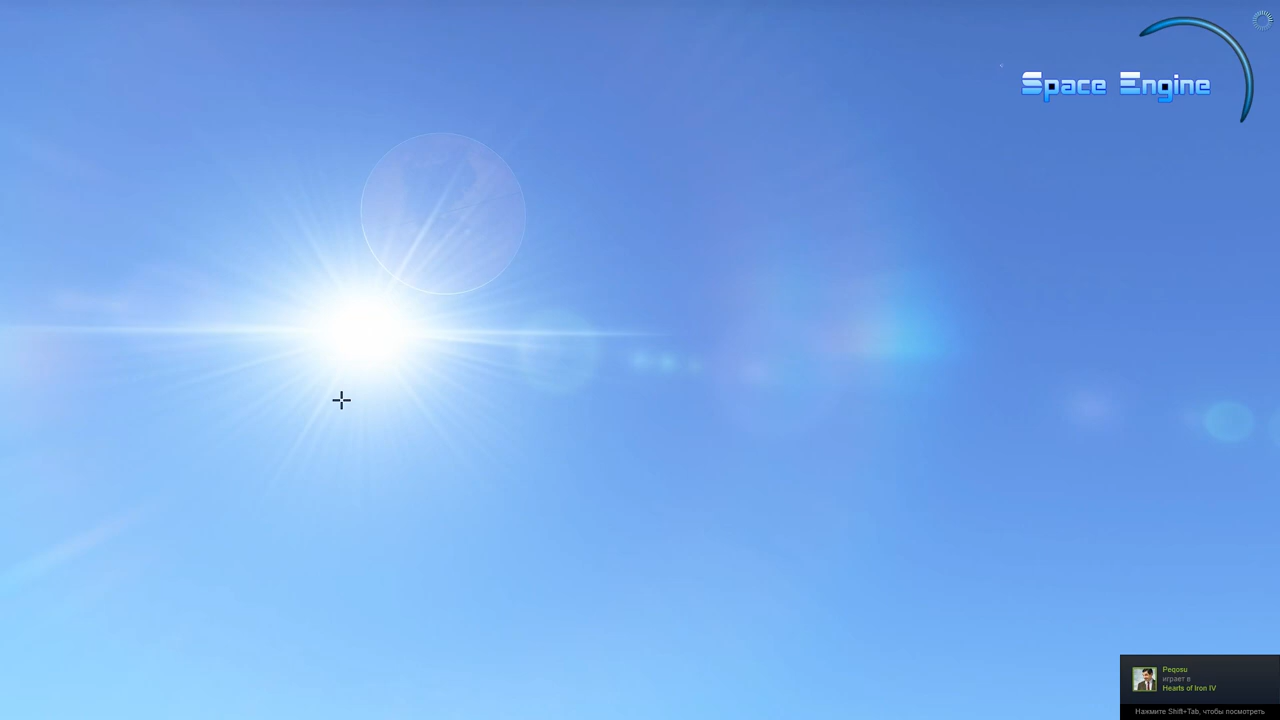 Space Engine
Peqosu
играет в
Hearts of Iron IV
Нажмите Shift+Tab, чтобы посмотреть